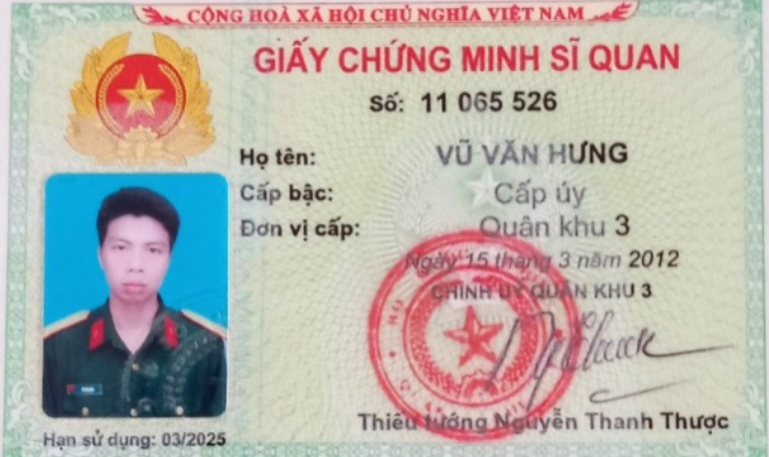 CỘNG HOÀ XÃ HỘI CHỦ NGHĨA VIỆT NAM
GIẤY CHỨNG MINH SĨ QUAN
Số: 11 065 526
Họ tên: VŨ VĂN HƯNG
Cấp bậc: Cấp úy
Đơn vị cấp: Quân khu 3
Ngày 15 tháng 3 năm 2012
CHÍNH UỶ QUÂN KHU 3
Thiếu tướng Nguyễn Thanh Thược
Hạn sử dụng: 03/2025